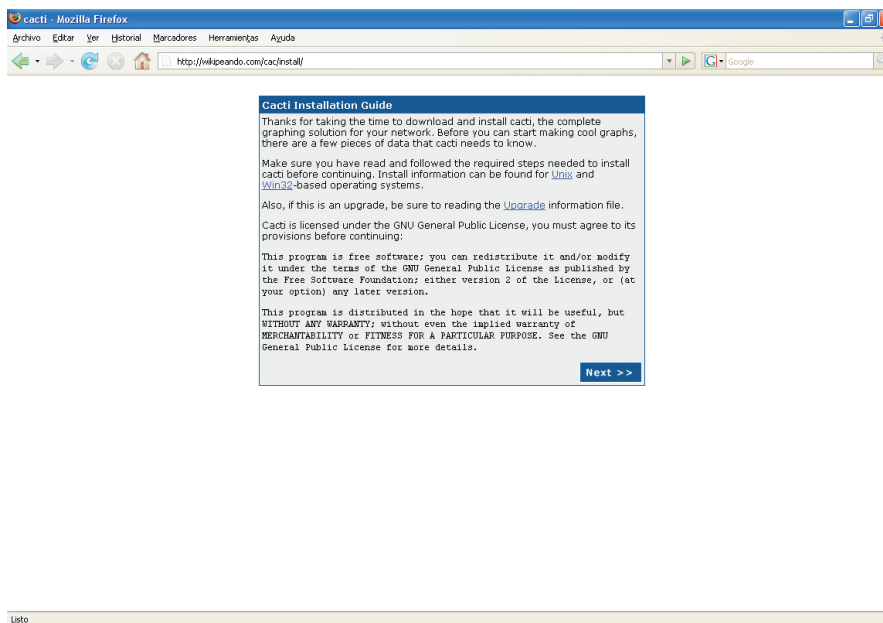 cacti - Mozilla Firefox
Archivo Editar Ver Historial Marcadores Herramientas Ayuda
http://wikipeando.com/cac/install/
G Google
Cacti Installation Guide
Thanks for taking the time to download and install cacti, the complete
graphing solution for your network. Before you can start making cool graphs,
there are a few pieces of data that cacti needs to know.
Make sure you have read and followed the required steps needed to install
cacti before continuing. Install information can be found for Unix and
Win32-based operating systems.
Also, if this is an upgrade, be sure to reading the Upgrade information file.
Cacti is licensed under the GNU General Public License, you must agree to its
provisions before continuing:
This program is free software; you can redistribute it and/or modify
it under the terms of the GNU General Public License as published by
the Free Software Foundation; either version 2 of the License, or (at
your option) any later version.
This program is distributed in the hope that it will be useful, but
WITHOUT ANY WARRANTY; without even the implied warranty of
MERCHANTABILITY or FITNESS FOR A PARTICULAR PURPOSE. See the GNU
General Public License for more details.
Next >>
Listo